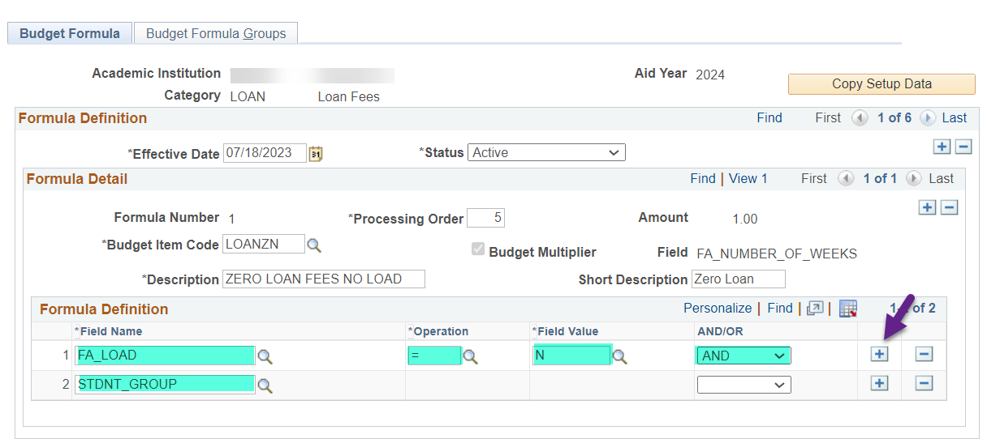 Budget Formula Budget Formula Groups
Academic Institution Aid Year 2024
Copy Setup Data
Category LOAN Loan Fees
Formula Definition Find First 1 of 6 Last
*Effective Date 07/18/2023 31 *Status Active
Formula Detail Find | View 1 First 1 of 1 Last
Formula Number 1 *Processing Order 5 Amount 1.00
*Budget Item Code LOANZN Budget Multiplier Field FA_NUMBER_OF_WEEKS
*Description ZERO LOAN FEES NO LOAD Short Description Zero Loan
Formula Definition Personalize | Find | | of 2
*Field Name *Operation *Field Value AND/OR
1 FA_LOAD = N AND
2 STDNT_GROUP